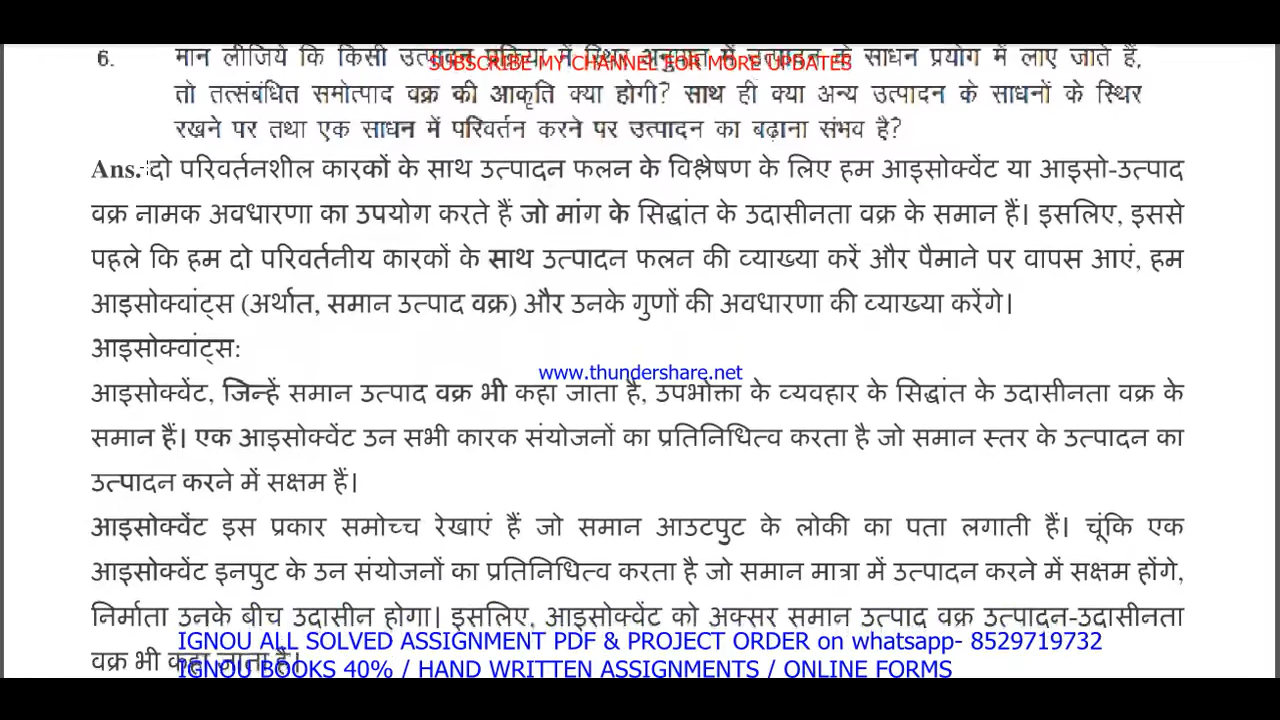 6. मान लीजिये कि किसी उत्पादन प्रक्रिया में स्थिर अनुपात में उत्पादन के साधन प्रयोग में लाए जाते हैं,
SUBSCRIBE MY CHANNEL FOR MORE UPDATES
तो तत्संबंधित समोत्पाद वक्र की आकृति क्या होगी? साथ ही क्या अन्य उत्पादन के साधनों के स्थिर
रखने पर तथा एक साधन में परिवर्तन करने पर उत्पादन का बढ़ाना संभव है?
Ans. दो परिवर्तनशील कारकों के साथ उत्पादन फलन के विश्लेषण के लिए हम आइसोक्वेंट या आइसो-उत्पाद
वक्र नामक अवधारणा का उपयोग करते हैं जो मांग के सिद्धांत के उदासीनता वक्र के समान हैं। इसलिए, इससे
पहले कि हम दो परिवर्तनीय कारकों के साथ उत्पादन फलन की व्याख्या करें और पैमाने पर वापस आएं, हम
आइसोक्वांट्स (अर्थात, समान उत्पाद वक्र) और उनके गुणों की अवधारणा की व्याख्या करेंगे।
आइसोक्वांट्स:
www.thundershare.net
आइसोक्वेंट, जिन्हें समान उत्पाद वक्र भी कहा जाता है, उपभोक्ता के व्यवहार के सिद्धांत के उदासीनता वक्र के
समान हैं। एक आइसोक्वेंट उन सभी कारक संयोजनों का प्रतिनिधित्व करता है जो समान स्तर के उत्पादन का
उत्पादन करने में सक्षम हैं।
आइसोक्वेंट इस प्रकार समोच्च रेखाएं हैं जो समान आउटपुट के लोकी का पता लगाती हैं। चूंकि एक
आइसोक्वेंट इनपुट के उन संयोजनों का प्रतिनिधित्व करता है जो समान मात्रा में उत्पादन करने में सक्षम होंगे,
निर्माता उनके बीच उदासीन होगा। इसलिए, आइसोक्वेंट को अक्सर समान उत्पाद वक्र उत्पादन-उदासीनता
IGNOU ALL SOLVED ASSIGNMENT PDF & PROJECT ORDER on whatsapp- 8529719732
वक्र भी कहा जाता है।
IGNOU BOOKS 40% / HAND WRITTEN ASSIGNMENTS / ONLINE FORMS